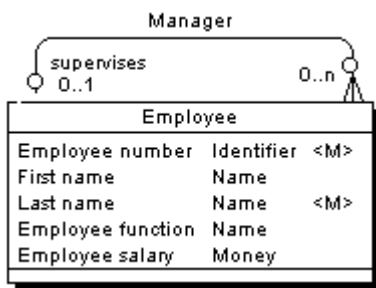 Manager
supervises
0..1
0..n
Employee
Employee number Identifier <M>
First name Name
Last name Name <M>
Employee function Name
Employee salary Money